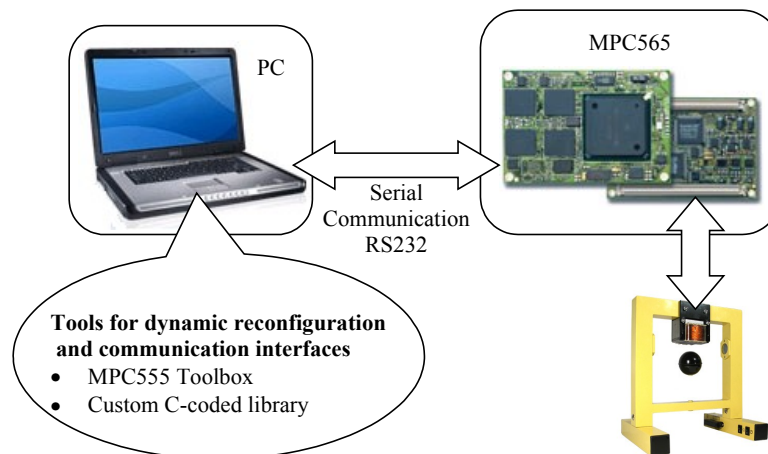 PC
MPC565
Serial
Communication
RS232
Tools for dynamic reconfiguration
and communication interfaces
• MPC555 Toolbox
• Custom C-coded library